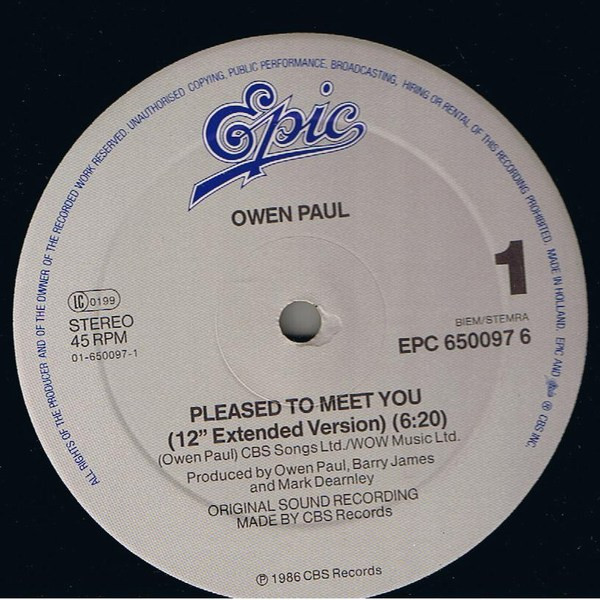 ALL RIGHTS OF THE PRODUCER AND OF THE OWNER OF THE RECORDED WORK RESERVED. UNAUTHORISED COPYING, PUBLIC PERFORMANCE, BROADCASTING, HIRING OR RENTAL OF THIS RECORDING PROHIBITED. MADE IN HOLLAND. EPIC AND ® CBS INC.
Epic
OWEN PAUL
1
LC 0199
STEREO
45 RPM
01-650097-1
BIEM/STEMRA
EPC 650097 6
PLEASED TO MEET YOU
(12" Extended Version) (6:20)
(Owen Paul) CBS Songs Ltd./WOW Music Ltd.
Produced by Owen Paul, Barry James
and Mark Dearnley
ORIGINAL SOUND RECORDING
MADE BY CBS Records
℗ 1986 CBS Records